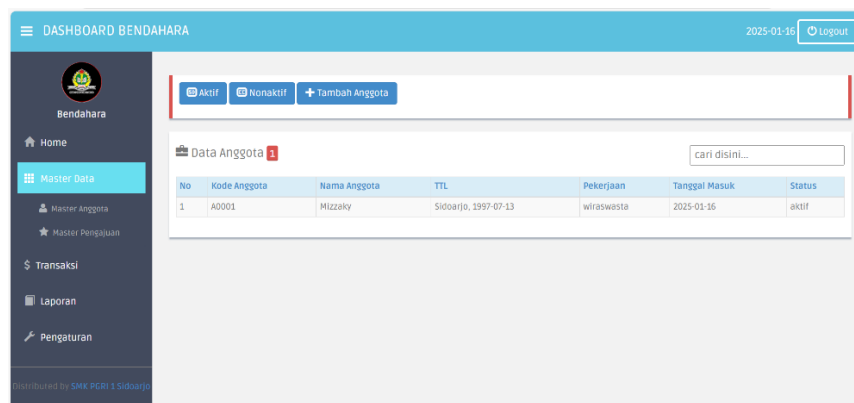 DASHBOARD BENDAHARA
2025-01-16 Logout
Bendahara
Home
Master Data
Master Anggota
Master Pengajuan
$ Transaksi
Laporan
Pengaturan
Distributed by SMK PGRI 1 Sidoarjo
Aktif Nonaktif + Tambah Anggota
Data Anggota 1
cari disini...
No Kode Anggota Nama Anggota TTL Pekerjaan Tanggal Masuk Status
1 A0001 Mizzaky Sidoarjo, 1997-07-13 wiraswasta 2025-01-16 aktif